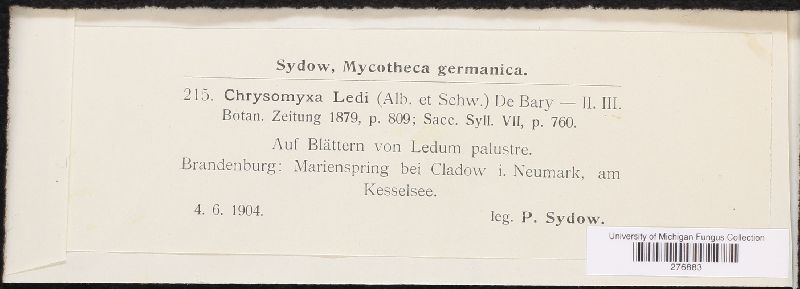 Sydow, Mycotheca germanica.
215. Chrysomyxa Ledi (Alb. et Schw.) De Bary — II. III.
Botan. Zeitung 1879, p. 809; Sacc. Syll. VII, p. 760.
Auf Blättern von Ledum palustre.
Brandenburg: Marienspring bei Cladow i. Neumark, am
Kesselsee.
4. 6. 1904. leg. P. Sydow.
University of Michigan Fungus Collection
276683